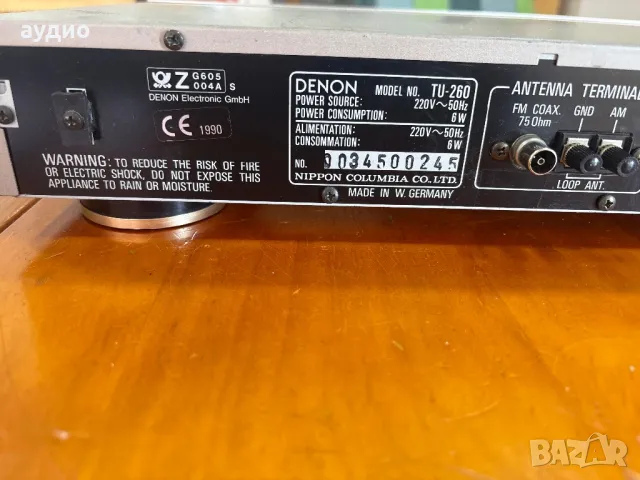 аудио
Z G605
004A S
DENON Electronic GmbH
CE 1990
WARNING: TO REDUCE THE RISK OF FIRE
OR ELECTRIC SHOCK, DO NOT EXPOSE THIS
APPLIANCE TO RAIN OR MOISTURE.
DENON MODEL NO. TU-260
POWER SOURCE: 220V~50Hz
POWER CONSUMPTION: 6W
ALIMENTATION: 220V~50Hz
CONSOMMATION: 6W
NO. 0034500245
NIPPON COLUMBIA CO.,LTD.
MADE IN W. GERMANY
ANTENNA TERMINAL
FM COAX. GND AM
75 Ohm
LOOP ANT.
BAZAR